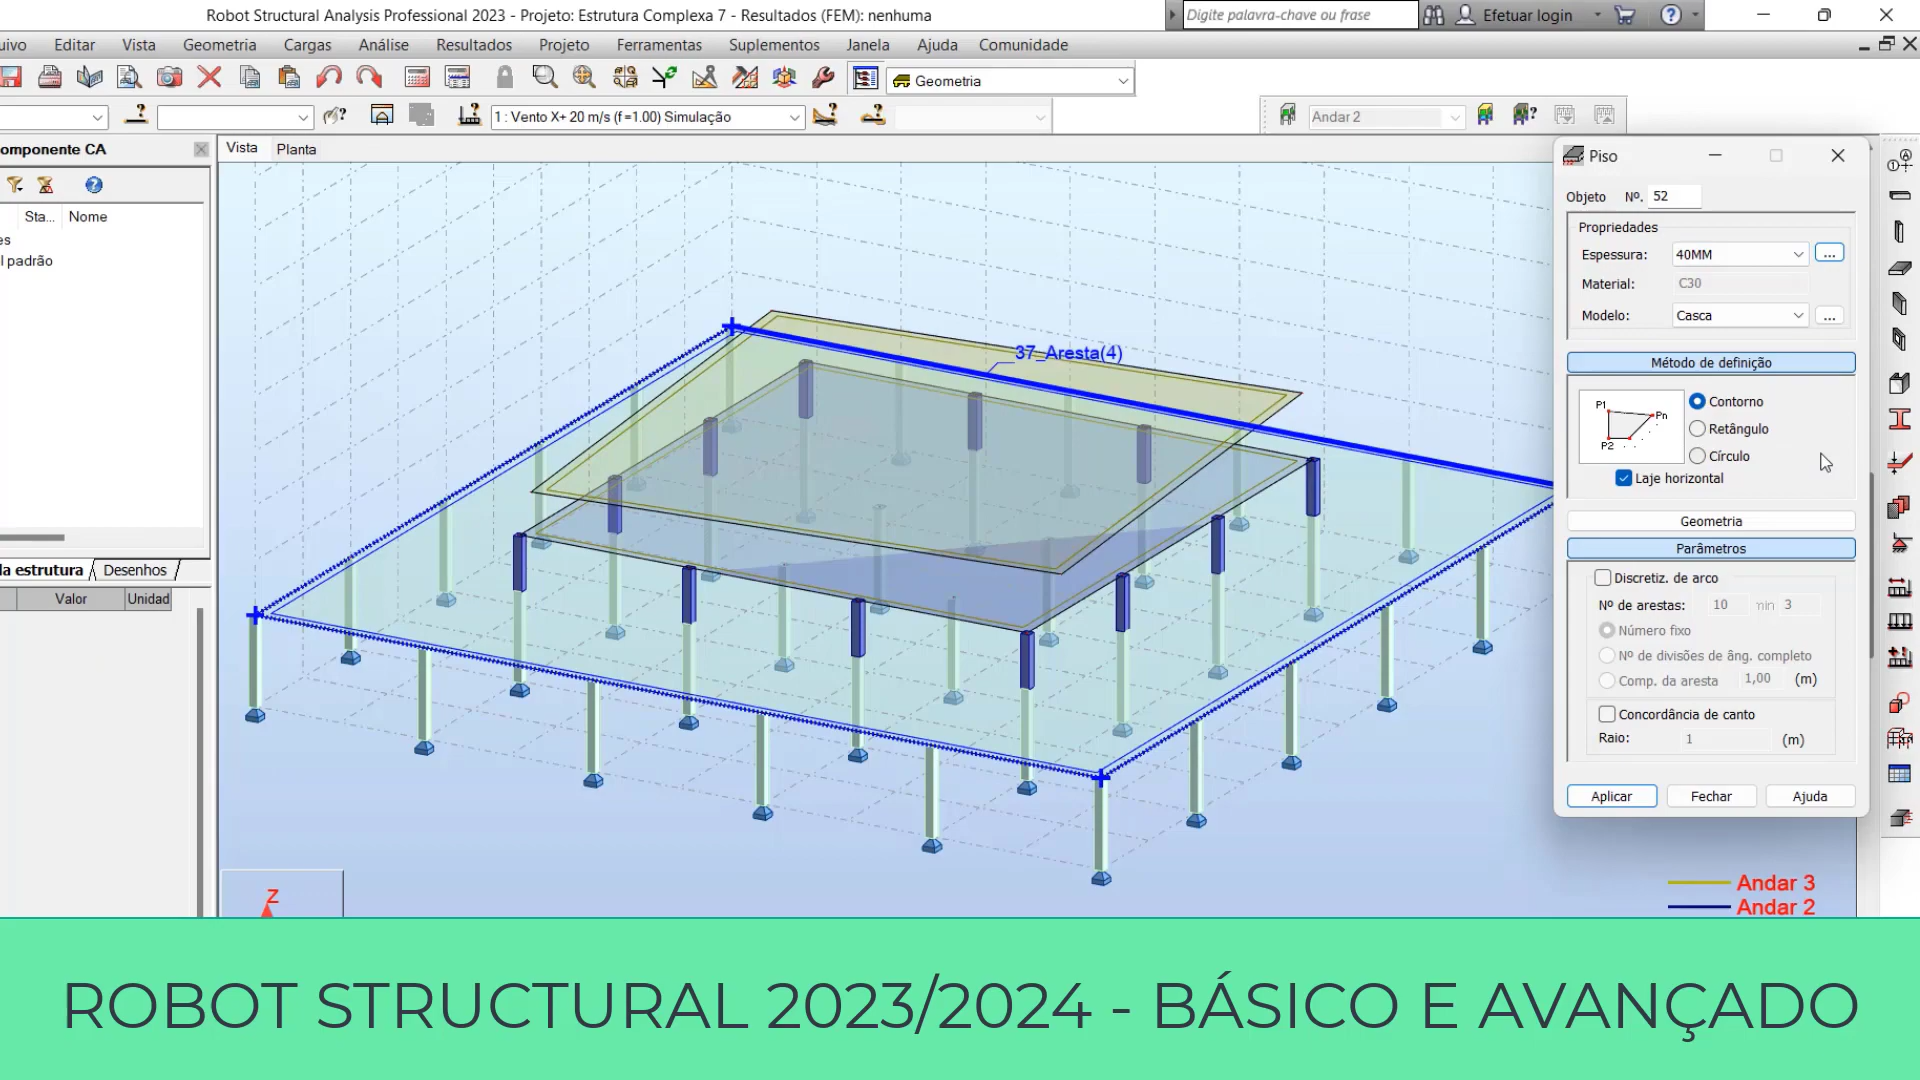 Robot Structural Analysis Professional 2023 - Projeto: Estrutura Complexa 7 - Resultados (FEM): nenhuma
Digite palavra-chave ou frase
Efetuar login
uivo Editar Vista Geometria Cargas Análise Resultados Projeto Ferramentas Suplementos Janela Ajuda Comunidade
Geometria
1 : Vento X+ 20 m/s (f=1.00) Simulação
Andar 2
omponente CA
Vista Planta
Sta... Nome
es
l padrão
la estrutura Desenhos
Valor Unidad
37_Aresta(4)
Z
Andar 3
Andar 2
Piso
Objeto Nº. 52
Propriedades
Espessura: 40MM ...
Material: C30
Modelo: Casca ...
Método de definição
P1 Pn P2
Contorno
Retângulo
Círculo
Laje horizontal
Geometria
Parâmetros
Discretiz. de arco
Nº de arestas: 10 min 3
Número fixo
Nº de divisões de âng. completo
Comp. da aresta 1,00 (m)
Concordância de canto
Raio: 1 (m)
Aplicar Fechar Ajuda
ROBOT STRUCTURAL 2023/2024 - BÁSICO E AVANÇADO